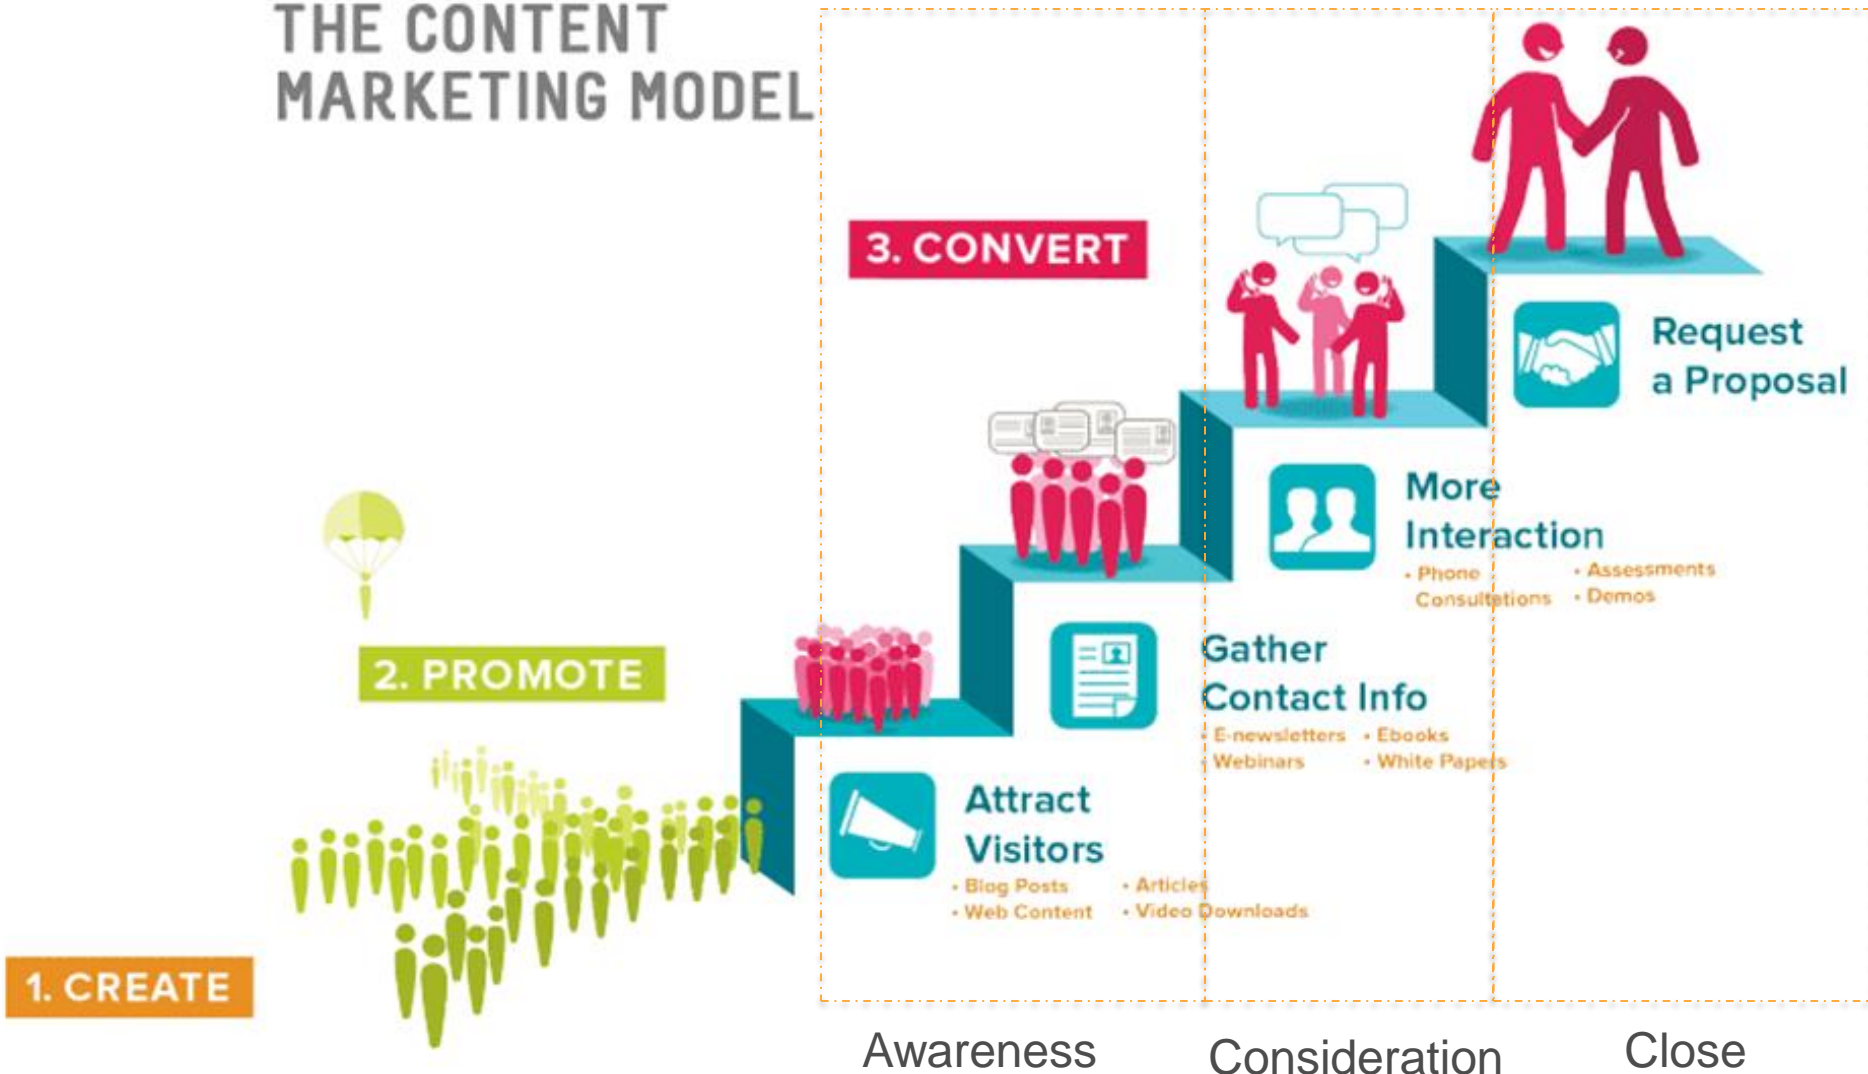 THE CONTENT
MARKETING MODEL
3. CONVERT
Request
a Proposal
More
Interaction
• Phone Consultations
• Assessments
• Demos
2. PROMOTE
Gather
Contact Info
• E-newsletters • Ebooks
• Webinars • White Papers
Attract
Visitors
• Blog Posts • Articles
• Web Content • Video Downloads
1. CREATE
Awareness Consideration Close